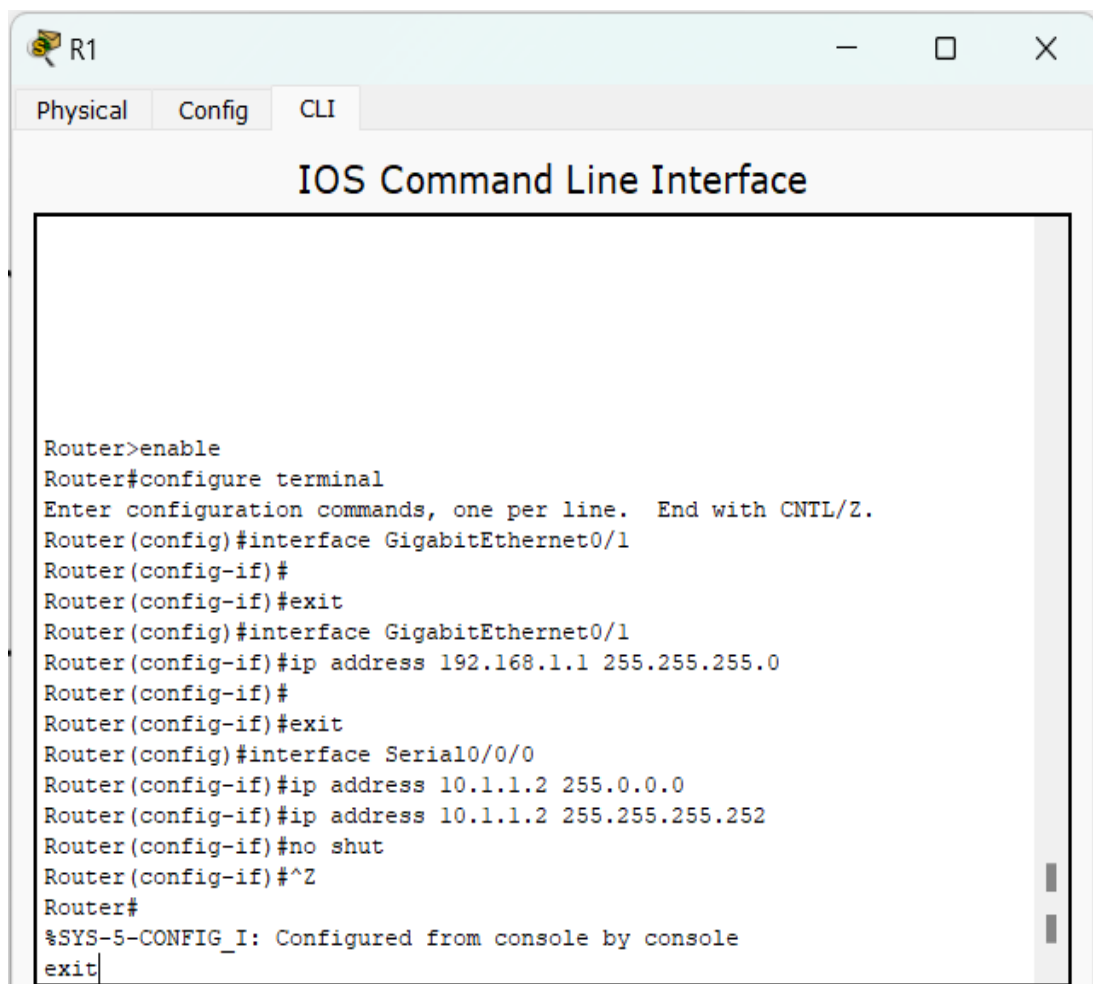 R1
Physical Config CLI
IOS Command Line Interface
Router>enable
Router#configure terminal
Enter configuration commands, one per line.  End with CNTL/Z.
Router(config)#interface GigabitEthernet0/1
Router(config-if)#
Router(config-if)#exit
Router(config)#interface GigabitEthernet0/1
Router(config-if)#ip address 192.168.1.1 255.255.255.0
Router(config-if)#
Router(config-if)#exit
Router(config)#interface Serial0/0/0
Router(config-if)#ip address 10.1.1.2 255.0.0.0
Router(config-if)#ip address 10.1.1.2 255.255.255.252
Router(config-if)#no shut
Router(config-if)#^Z
Router#
%SYS-5-CONFIG_I: Configured from console by console
exit